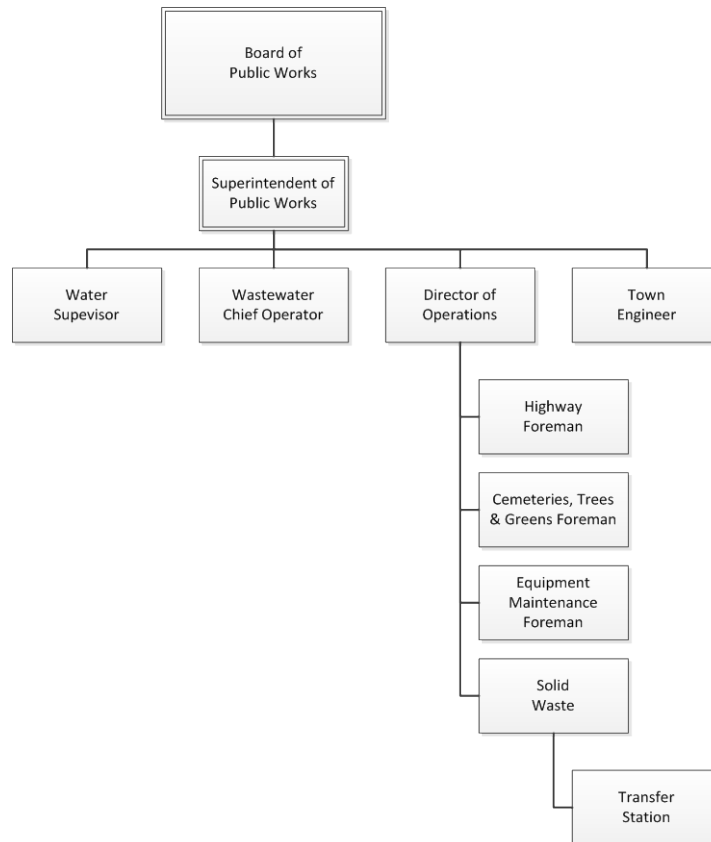 Board of
Public Works
Superintendent of
Public Works
Water
Supevisor
Wastewater
Chief Operator
Director of
Operations
Town
Engineer
Highway
Foreman
Cemeteries, Trees
& Greens Foreman
Equipment
Maintenance
Foreman
Solid
Waste
Transfer
Station